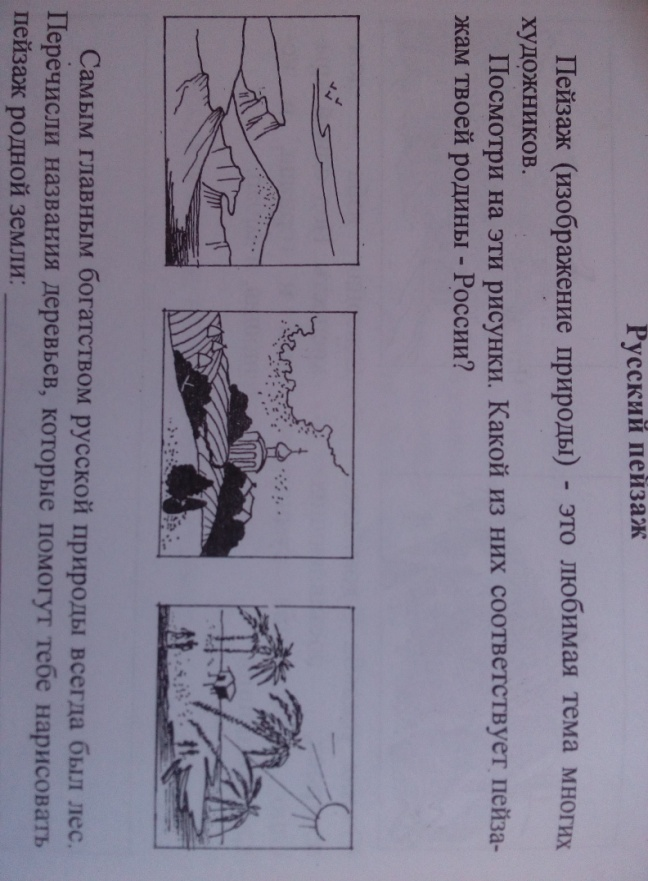 Русский пейзаж
Пейзаж (изображение природы) - это любимая тема многих
художников.
Посмотри на эти рисунки. Какой из них соответствует пейза-
жам твоей родины - России?
Самым главным богатством русской природы всегда был лес.
Перечисли названия деревьев, которые помогут тебе нарисовать
пейзаж родной земли: